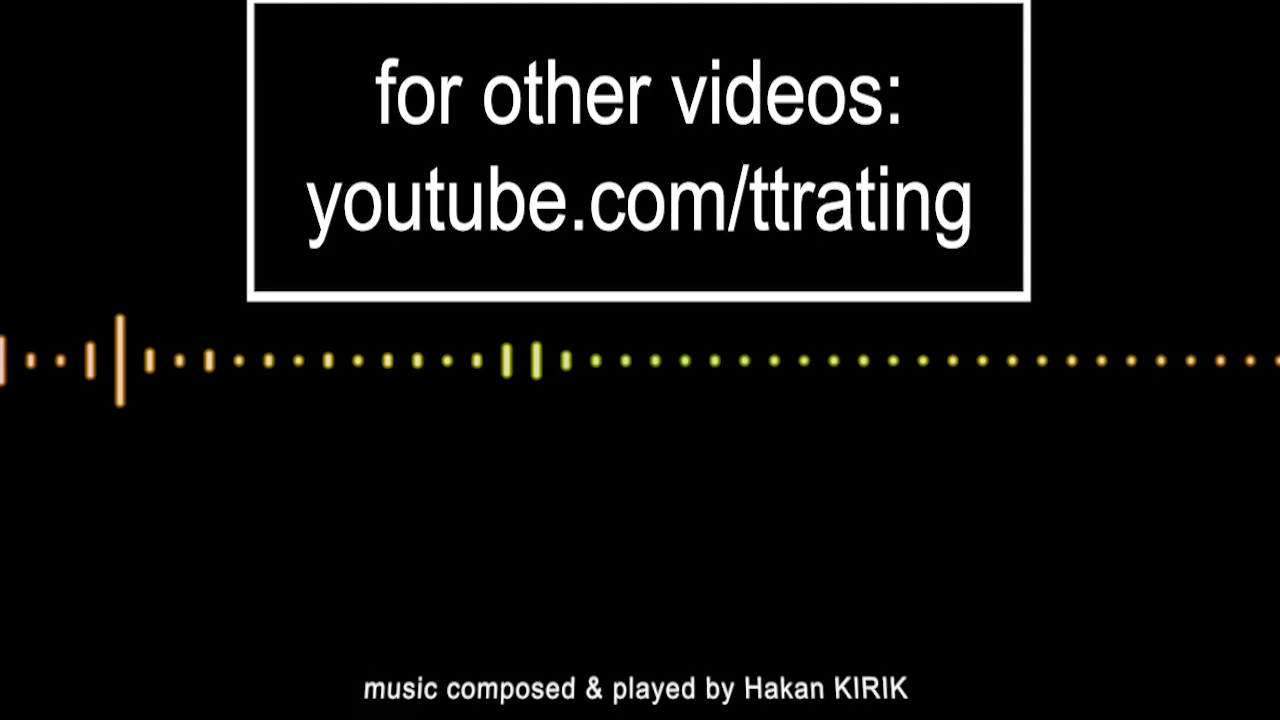 for other videos:
youtube.com/ttrating
music composed & played by Hakan KIRIK